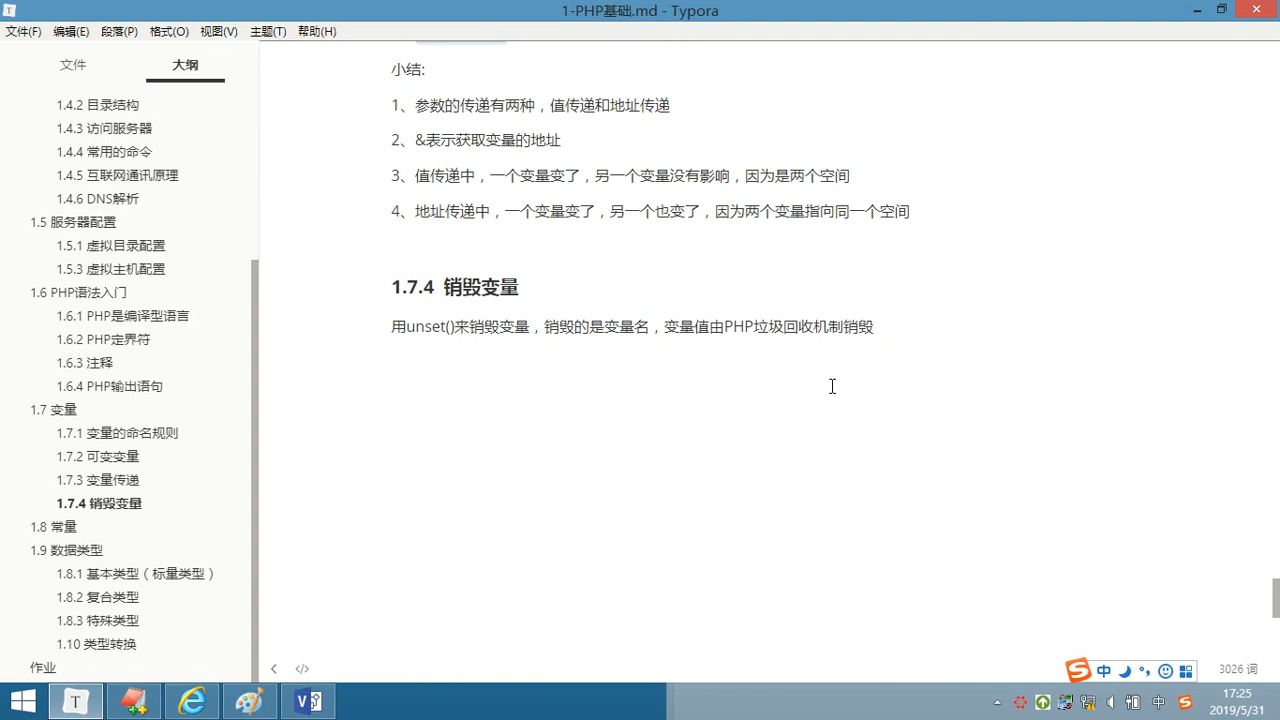 1-PHP基础.md - Typora
文件(F) 编辑(E) 段落(P) 格式(O) 视图(V) 主题(T) 帮助(H)
文件 大纲
1.4.2 目录结构
1.4.3 访问服务器
1.4.4 常用的命令
1.4.5 互联网通讯原理
1.4.6 DNS解析
1.5 服务器配置
1.5.1 虚拟目录配置
1.5.3 虚拟主机配置
1.6 PHP语法入门
1.6.1 PHP是编译型语言
1.6.2 PHP定界符
1.6.3 注释
1.6.4 PHP输出语句
1.7 变量
1.7.1 变量的命名规则
1.7.2 可变变量
1.7.3 变量传递
1.7.4 销毁变量
1.8 常量
1.9 数据类型
1.8.1 基本类型（标量类型）
1.8.2 复合类型
1.8.3 特殊类型
1.10 类型转换
作业
小结:
1、参数的传递有两种，值传递和地址传递
2、&表示获取变量的地址
3、值传递中，一个变量变了，另一个变量没有影响，因为是两个空间
4、地址传递中，一个变量变了，另一个也变了，因为两个变量指向同一个空间
1.7.4 销毁变量
用unset()来销毁变量，销毁的是变量名，变量值由PHP垃圾回收机制销毁
中
3026 词
中
17:25
2019/5/31